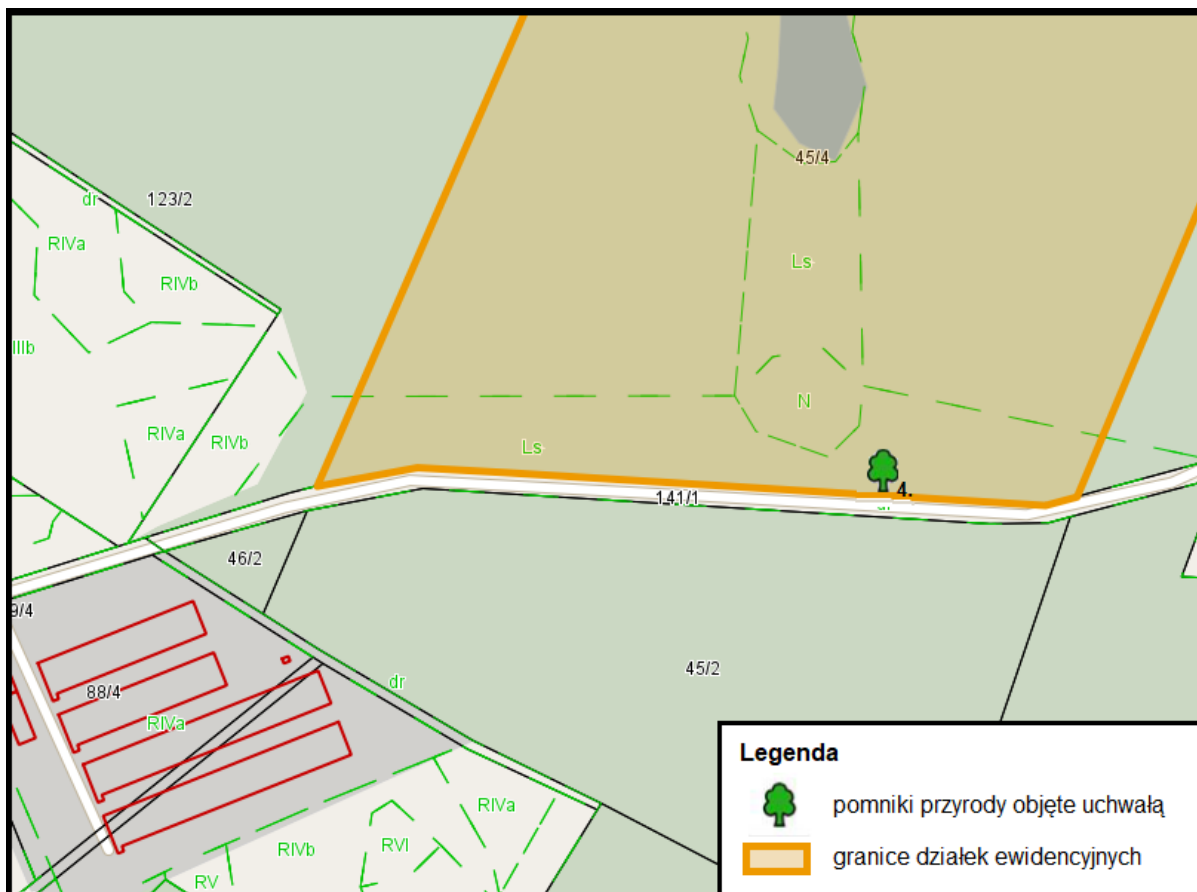 45/4
dr
123/2
RIVa
RIVb
Ls
IIIb
N
RIVa
RIVb
Ls
4.
141/1
46/2
9/4
45/2
dr
88/4
RIVa
Legenda
RIVa
pomniki przyrody objęte uchwałą
RIVb
RVI
granice działek ewidencyjnych
RV